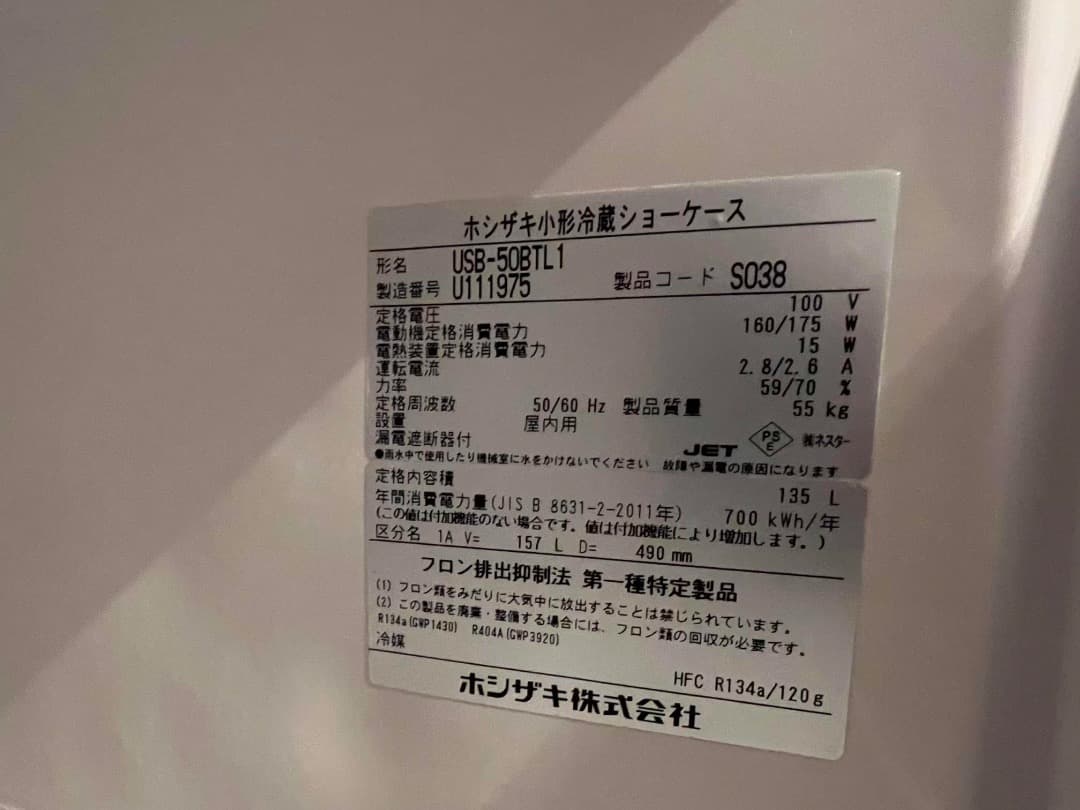 ホシザキ小形冷蔵ショーケース
形名 USB-50BTL1
製造番号 U111975 製品コード S038
定格電圧 100 V
電動機定格消費電力 160/175 W
電熱装置定格消費電力 15 W
運転電流 2.8/2.6 A
力率 59/70 %
定格周波数 50/60 Hz 製品質量 55 kg
設置 屋内用
漏電遮断器付 JET PS E ㈱ネスター
●雨水中で使用したり機械室に水をかけないでください 故障や漏電の原因になります
定格内容積 135 L
年間消費電力量(JIS B 8631-2-2011年) 700 kWh/年
(この値は付加機能のない場合です。値は付加機能により増加します。)
区分名 1A V= 157 L D= 490 mm
フロン排出抑制法 第一種特定製品
(1) フロン類をみだりに大気中に放出することは禁じられています。
(2) この製品を廃棄・整備する場合には、フロン類の回収が必要です。
R134a(GWP1430) R404A(GWP3920)
冷媒 HFC R134a/120g
ホシザキ株式会社